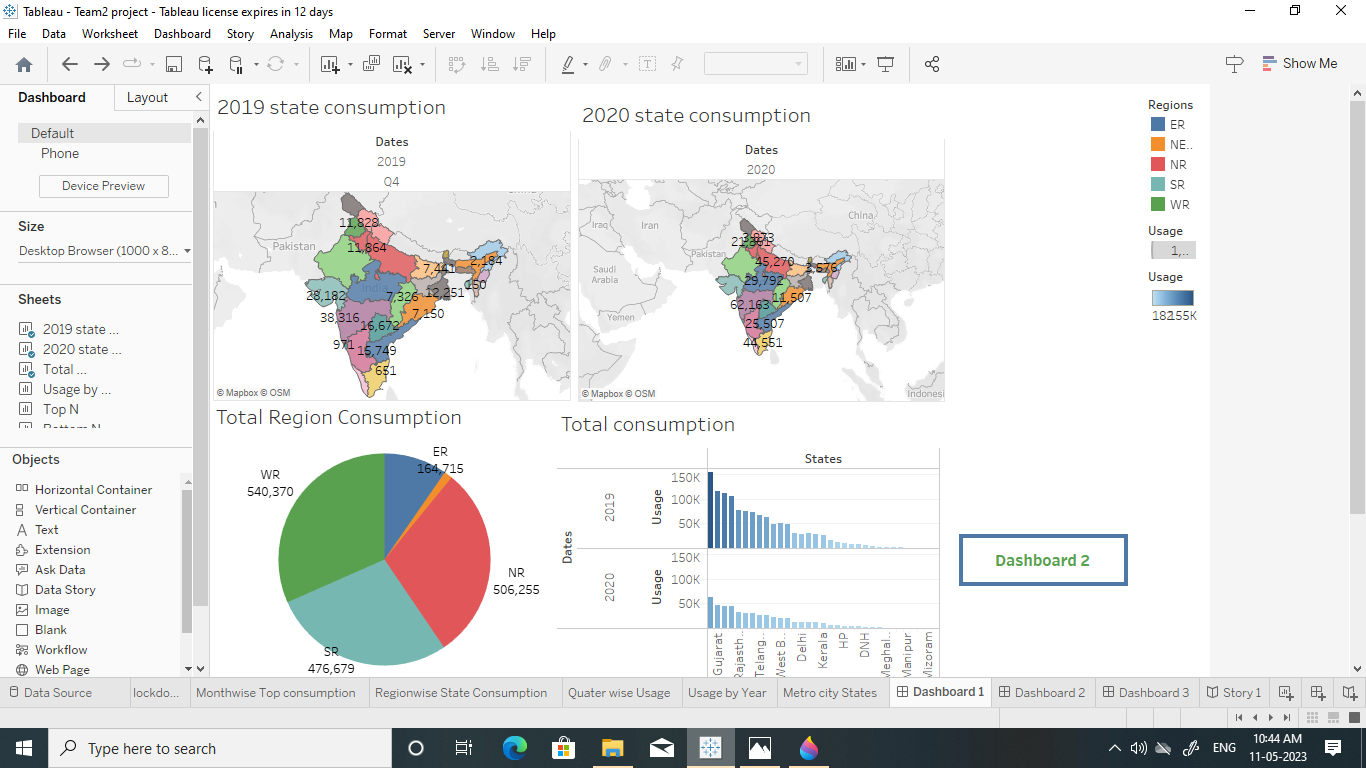 Tableau - Team2 project - Tableau license expires in 12 days
File Data Worksheet Dashboard Story Analysis Map Format Server Window Help
Show Me
Dashboard Layout
Default
Phone
Device Preview
Size
Desktop Browser (1000 x 8...
Sheets
2019 state ...
2020 state ...
Total ...
Usage by ...
Top N
Bottom N
Objects
Horizontal Container
Vertical Container
Text
Extension
Ask Data
Data Story
Image
Blank
Workflow
Web Page
2019 state consumption
Dates
2019
Q4
Pakistan
India
11,828
11,864
7,441
2,184
150
28,182
7,326
12,251
38,316
7,150
16,672
971
15,749
651
© Mapbox © OSM
2020 state consumption
Dates
2020
China
Iraq
Iran
Pakistan
Saudi
Arabia
Yemen
3,973
45,270
3,576
29,792
11,507
62,163
25,507
44,551
Indones
© Mapbox © OSM
Regions
ER
NE..
NR
SR
WR
Usage
1,...
Usage
Total Region Consumption
ER
164,715
WR
540,370
NR
506,255
SR
476,679
Total consumption
States
Dates
2019
Usage
150K
100K
50K
2020
Usage
150K
100K
50K
Gujarat
Rajasth..
Telang..
West B..
Delhi
Kerala
HP
DNH
Meghal..
Manipur
Mizoram
Dashboard 2
Data Source lockdo... Monthwise Top consumption Regionwise State Consumption Quater wise Usage Usage by Year Metro city States Dashboard 1 Dashboard 2 Dashboard 3 Story 1
Type here to search
ENG
10:44 AM
11-05-2023